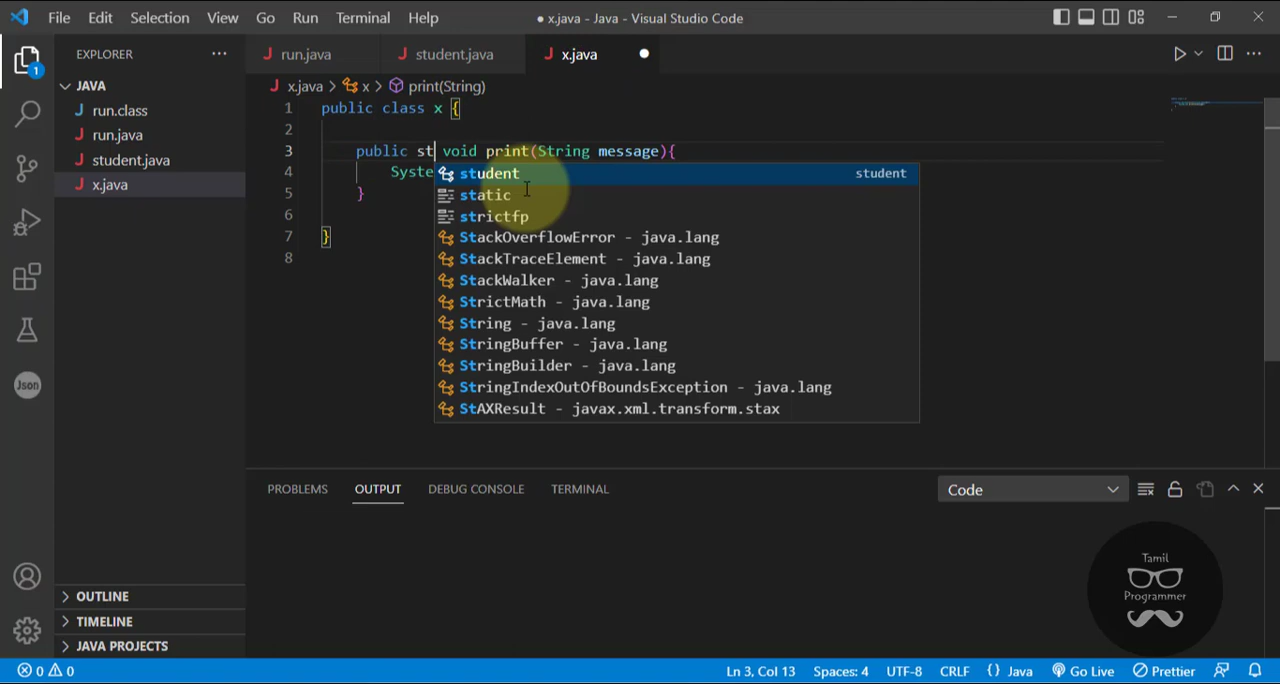 File Edit Selection View Go Run Terminal Help
● x.java - Java - Visual Studio Code
EXPLORER
run.java
student.java
x.java
JAVA
x.java > x > print(String)
run.class
run.java
student.java
x.java
1 public class x {
2
3 public st void print(String message){
4 Syste
5 }
6
7 }
8
student student
static
strictfp
StackOverflowError - java.lang
StackTraceElement - java.lang
StackWalker - java.lang
StrictMath - java.lang
String - java.lang
StringBuffer - java.lang
StringBuilder - java.lang
StringIndexOutOfBoundsException - java.lang
StAXResult - javax.xml.transform.stax
1
Json
PROBLEMS OUTPUT DEBUG CONSOLE TERMINAL
Code
Tamil
Programmer
OUTLINE
TIMELINE
JAVA PROJECTS
0 0
Ln 3, Col 13 Spaces: 4 UTF-8 CRLF {} Java Go Live Prettier